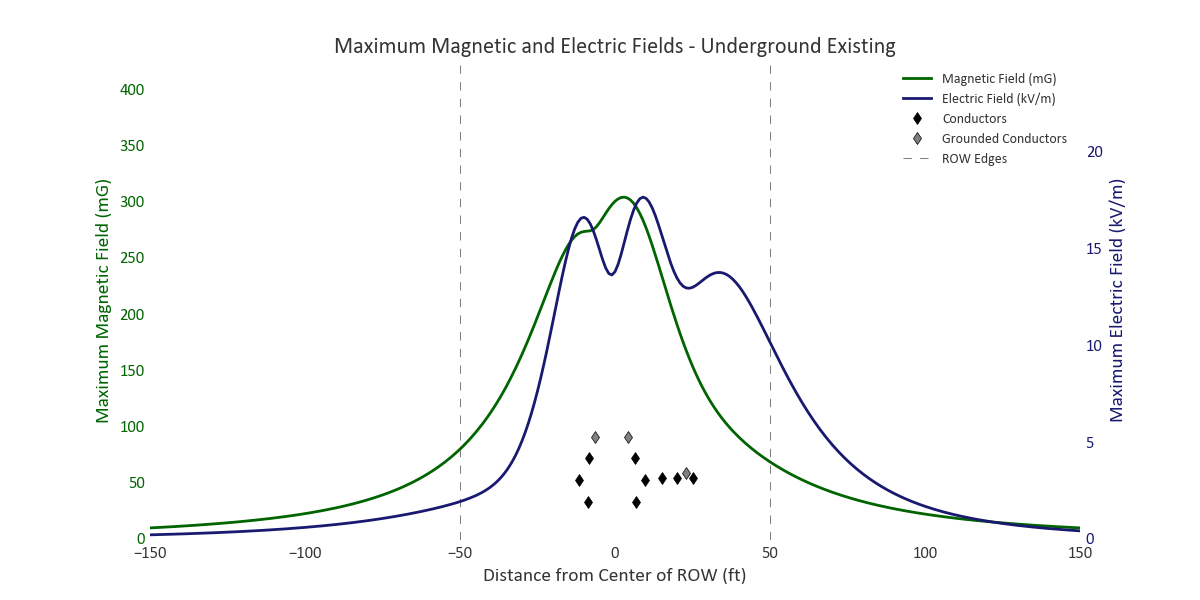 Maximum Magnetic and Electric Fields - Underground Existing
Magnetic Field (mG)
Electric Field (kV/m)
Conductors
Grounded Conductors
ROW Edges
Maximum Magnetic Field (mG)
400
350
300
250
200
150
100
50
0
20
15
10
5
0
Maximum Electric Field (kV/m)
−150 −100 −50 0 50 100 150
Distance from Center of ROW (ft)